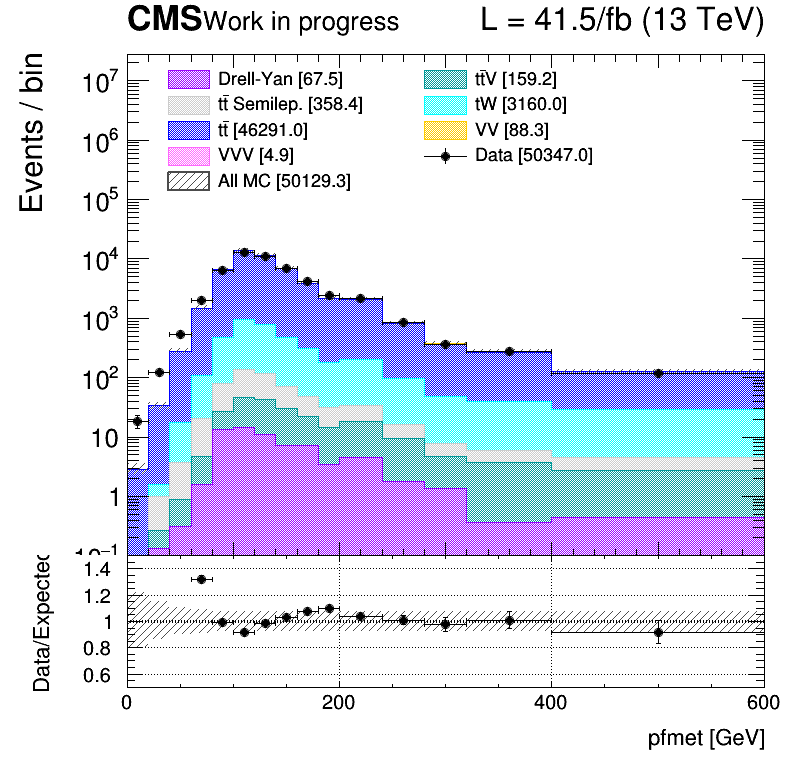 CMS Work in progress L = 41.5/fb (13 TeV)
Events / bin
10⁷
10⁶
10⁵
10⁴
10³
10²
10
1
10⁻¹
Drell-Yan [67.5]
tt̄V [159.2]
tt̄ Semilep. [358.4]
tW [3160.0]
tt̄ [46291.0]
VV [88.3]
VVV [4.9]
Data [50347.0]
All MC [50129.3]
Data/Expected
1.4
1.2
1
0.8
0.6
0 200 400 600
pfmet [GeV]